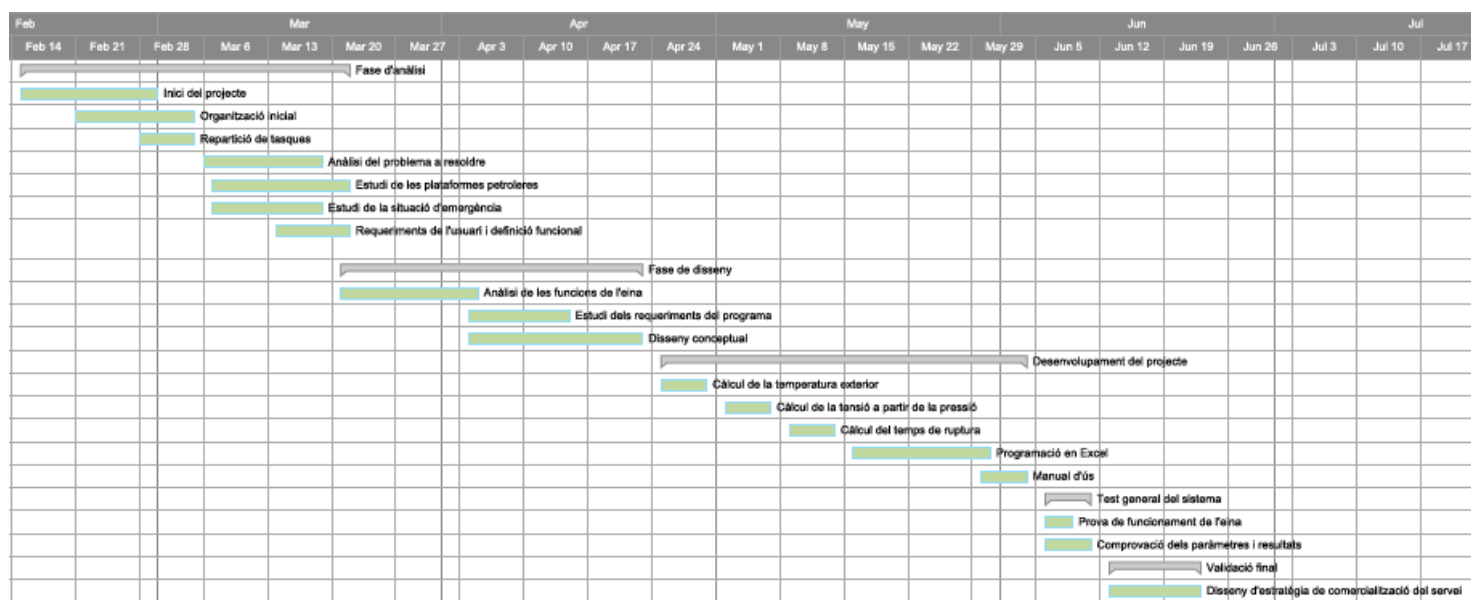 Feb Mar Apr May Jun Jul
Feb 14 Feb 21 Feb 28 Mar 6 Mar 13 Mar 20 Mar 27 Apr 3 Apr 10 Apr 17 Apr 24 May 1 May 8 May 15 May 22 May 29 Jun 5 Jun 12 Jun 19 Jun 26 Jul 3 Jul 10 Jul 17
Fase d'anàlisi
Inici del projecte
Organització inicial
Repartició de tasques
Anàlisi del problema a resoldre
Estudi de les plataformes petroleres
Estudi de la situació d'emergència
Requeriments de l'usuari i definició funcional
Fase de disseny
Anàlisi de les funcions de l'eina
Estudi dels requeriments del programa
Disseny conceptual
Desenvolupament del projecte
Càlcul de la temperatura exterior
Càlcul de la tensió a partir de la pressió
Càlcul del temps de ruptura
Programació en Excel
Manual d'ús
Test general del sistema
Prova de funcionament de l'eina
Comprovació dels paràmetres i resultats
Validació final
Disseny d'estratègia de comercialització del servei